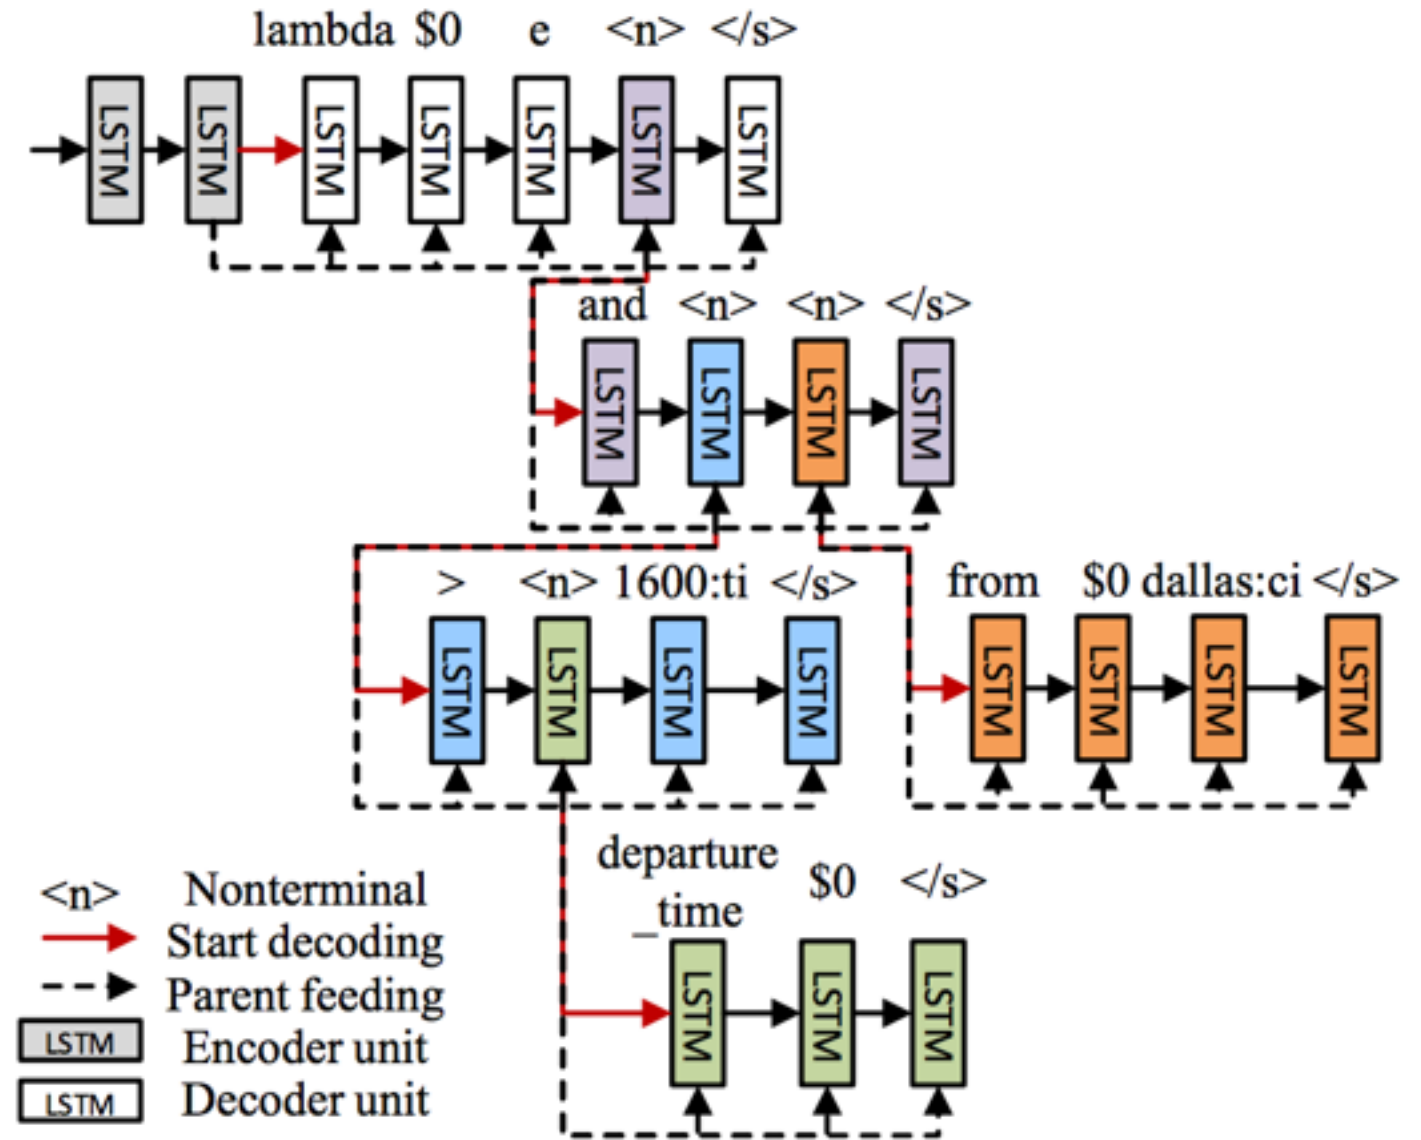 lambda $0 e <n> </s>
LSTM LSTM LSTM LSTM LSTM LSTM LSTM
and <n> <n> </s>
LSTM LSTM LSTM LSTM
> <n> 1600:ti </s>
LSTM LSTM LSTM LSTM
from $0 dallas:ci </s>
LSTM LSTM LSTM LSTM
departure
_time $0 </s>
LSTM LSTM LSTM
<n> Nonterminal
Start decoding
Parent feeding
LSTM Encoder unit
LSTM Decoder unit